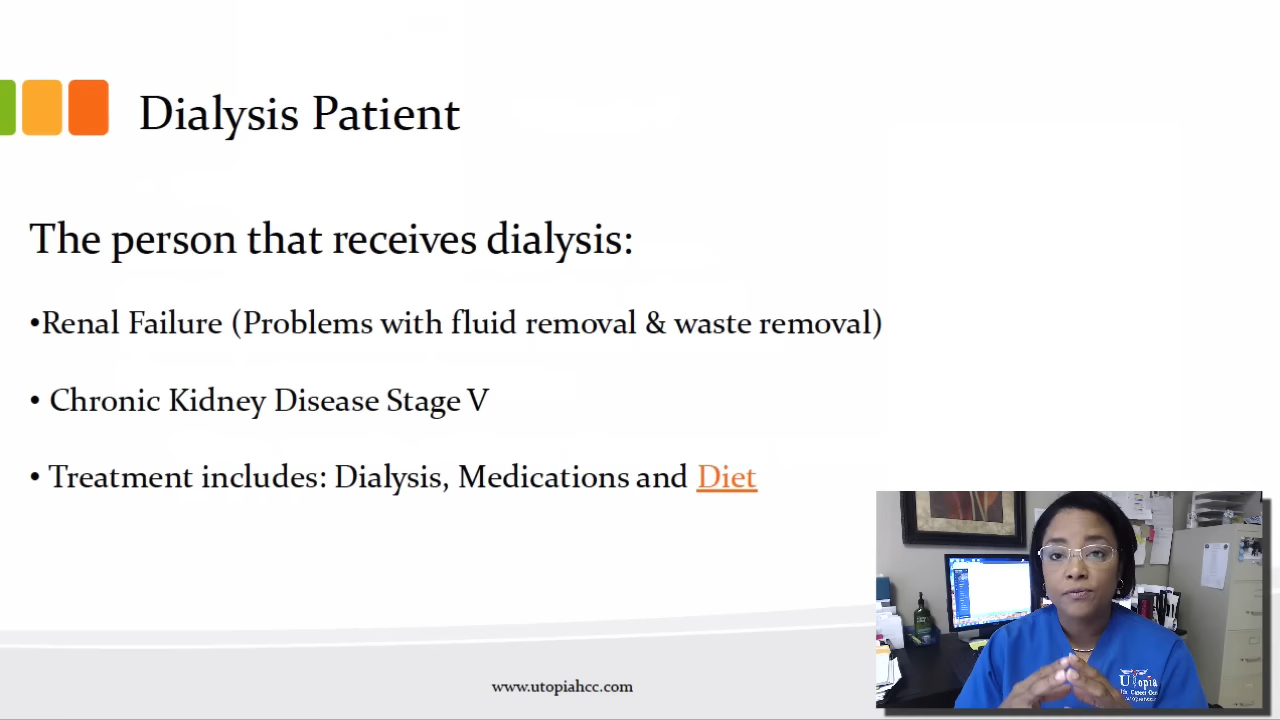 Dialysis Patient
The person that receives dialysis:
•Renal Failure (Problems with fluid removal & waste removal)
• Chronic Kidney Disease Stage V
• Treatment includes: Dialysis, Medications and Diet
www.utopiahcc.com
Utopia